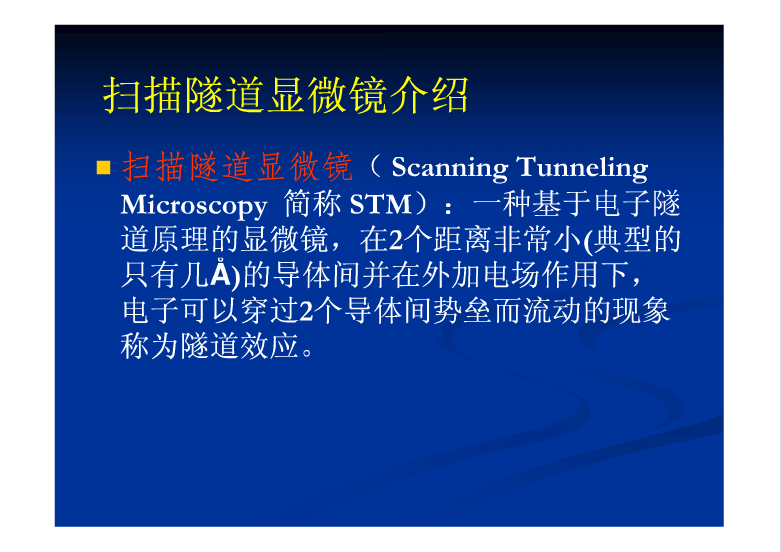 扫描隧道显微镜介绍
扫描隧道显微镜（ Scanning Tunneling
Microscopy 简称 STM）：一种基于电子隧
道原理的显微镜，在2个距离非常小(典型的
只有几Å)的导体间并在外加电场作用下，
电子可以穿过2个导体间势垒而流动的现象
称为隧道效应。